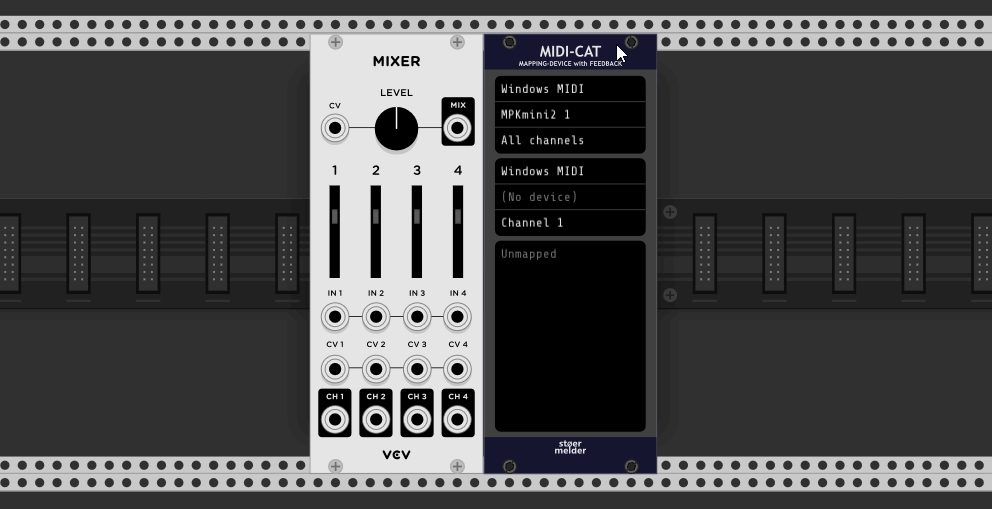 MIXER
LEVEL
CV
MIX
1 2 3 4
IN 1 IN 2 IN 3 IN 4
CV 1 CV 2 CV 3 CV 4
CH 1 CH 2 CH 3 CH 4
VCV
MIDI-CAT
MAPPING-DEVICE with FEEDBACK
Windows MIDI
MPKmini2 1
All channels
Windows MIDI
(No device)
Channel 1
Unmapped
støer
melder